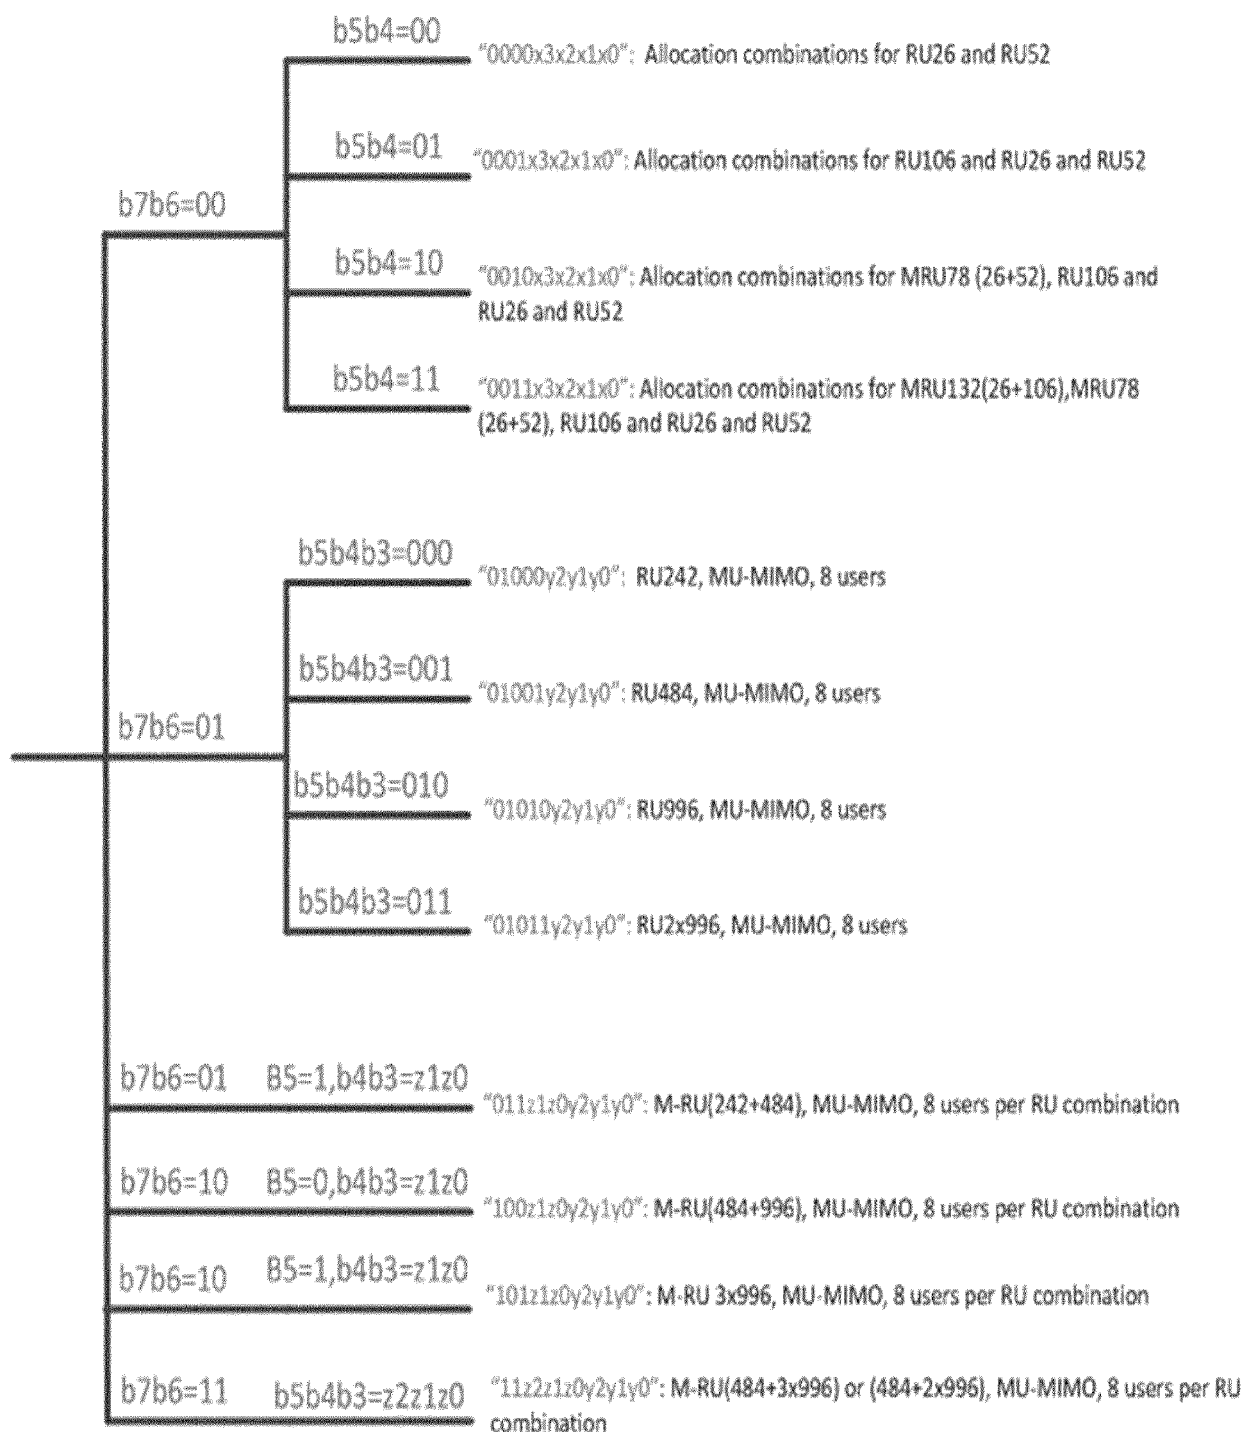 b5b4=00
"0000x3x2x1x0": Allocation combinations for RU26 and RU52
b5b4=01
"0001x3x2x1x0": Allocation combinations for RU106 and RU26 and RU52
b7b6=00
b5b4=10
"0010x3x2x1x0": Allocation combinations for MRU78 (26+52), RU106 and
RU26 and RU52
b5b4=11
"0011x3x2x1x0": Allocation combinations for MRU132(26+106),MRU78
(26+52), RU106 and RU26 and RU52
b5b4b3=000
"01000y2y1y0": RU242, MU-MIMO, 8 users
b5b4b3=001
"01001y2y1y0": RU484, MU-MIMO, 8 users
b7b6=01
b5b4b3=010
"01010y2y1y0": RU996, MU-MIMO, 8 users
b5b4b3=011
"01011y2y1y0": RU2x996, MU-MIMO, 8 users
b7b6=01 B5=1,b4b3=z1z0
"011z1z0y2y1y0": M-RU(242+484), MU-MIMO, 8 users per RU combination
b7b6=10 B5=0,b4b3=z1z0
"100z1z0y2y1y0": M-RU(484+996), MU-MIMO, 8 users per RU combination
b7b6=10 B5=1,b4b3=z1z0
"101z1z0y2y1y0": M-RU 3x996, MU-MIMO, 8 users per RU combination
b7b6=11 b5b4b3=z2z1z0
"11z2z1z0y2y1y0": M-RU(484+3x996) or (484+2x996), MU-MIMO, 8 users per RU
combination